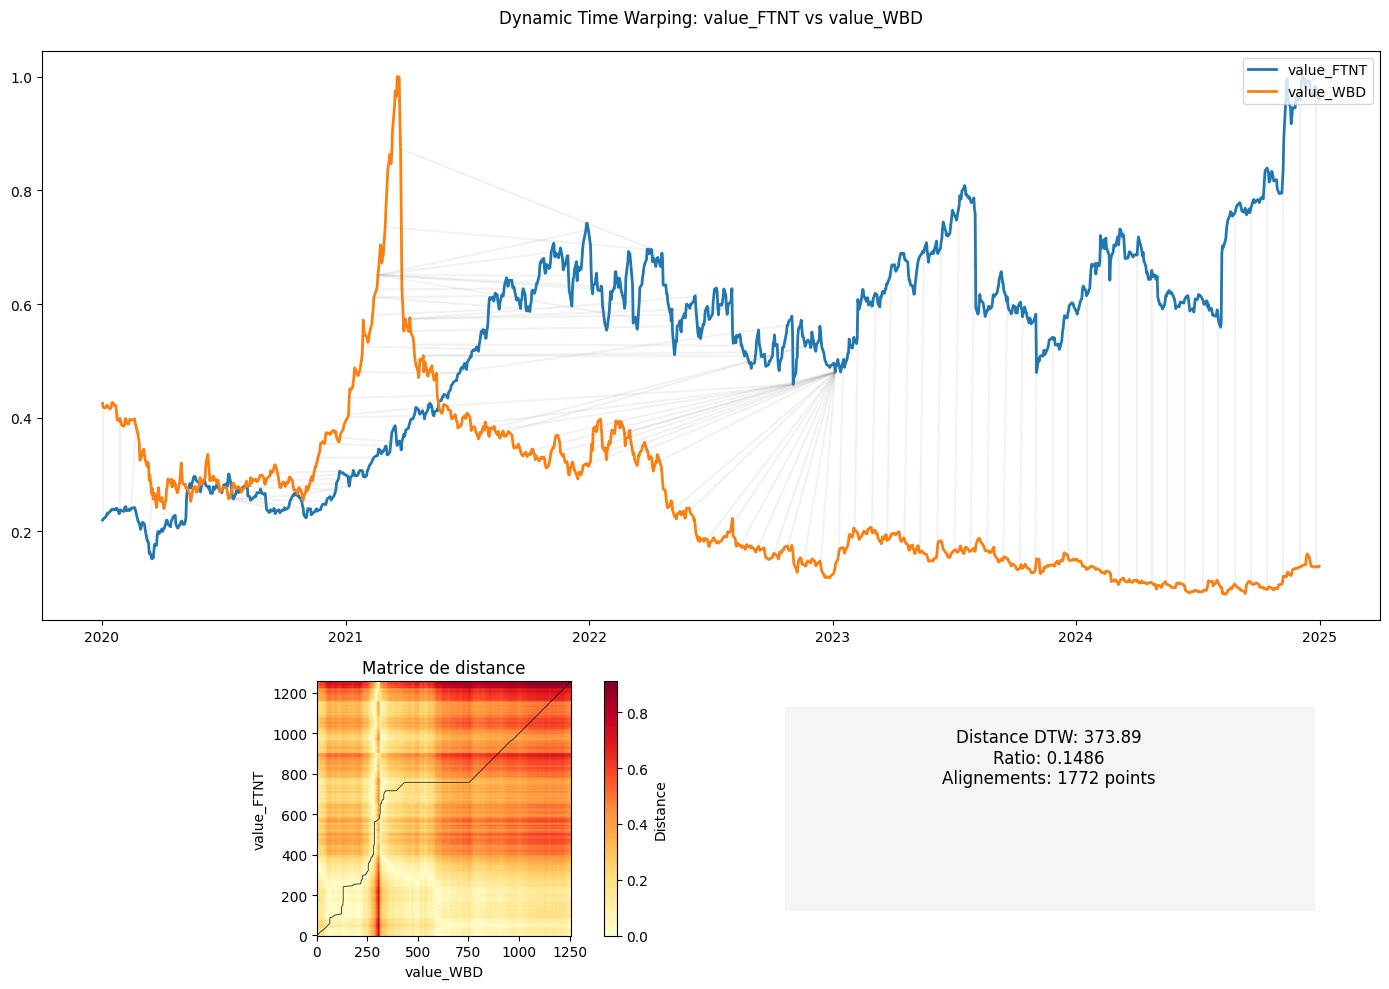 Dynamic Time Warping: value_FTNT vs value_WBD
value_FTNT
value_WBD
1.0
0.8
0.6
0.4
0.2
2020 2021 2022 2023 2024 2025
Matrice de distance
1200
1000
800
600
400
200
0
value_FTNT
0 250 500 750 1000 1250
value_WBD
0.8
0.6
0.4
0.2
0.0
Distance
Distance DTW: 373.89
Ratio: 0.1486
Alignements: 1772 points